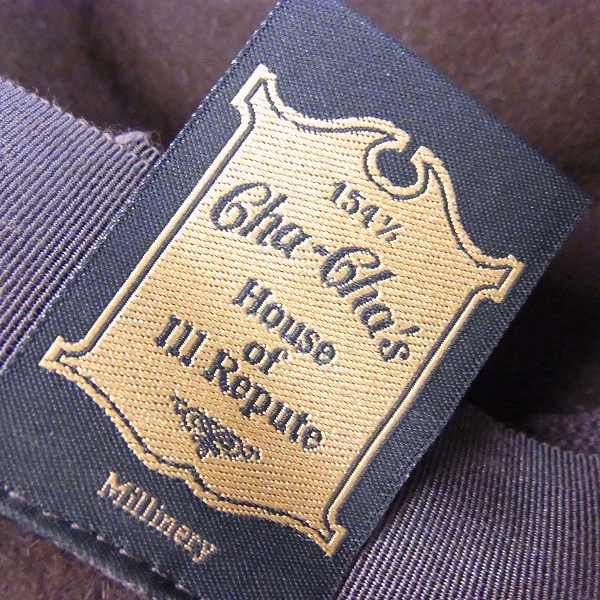 154½
Cha-Cha's
House
of
Ill Repute
Millinery